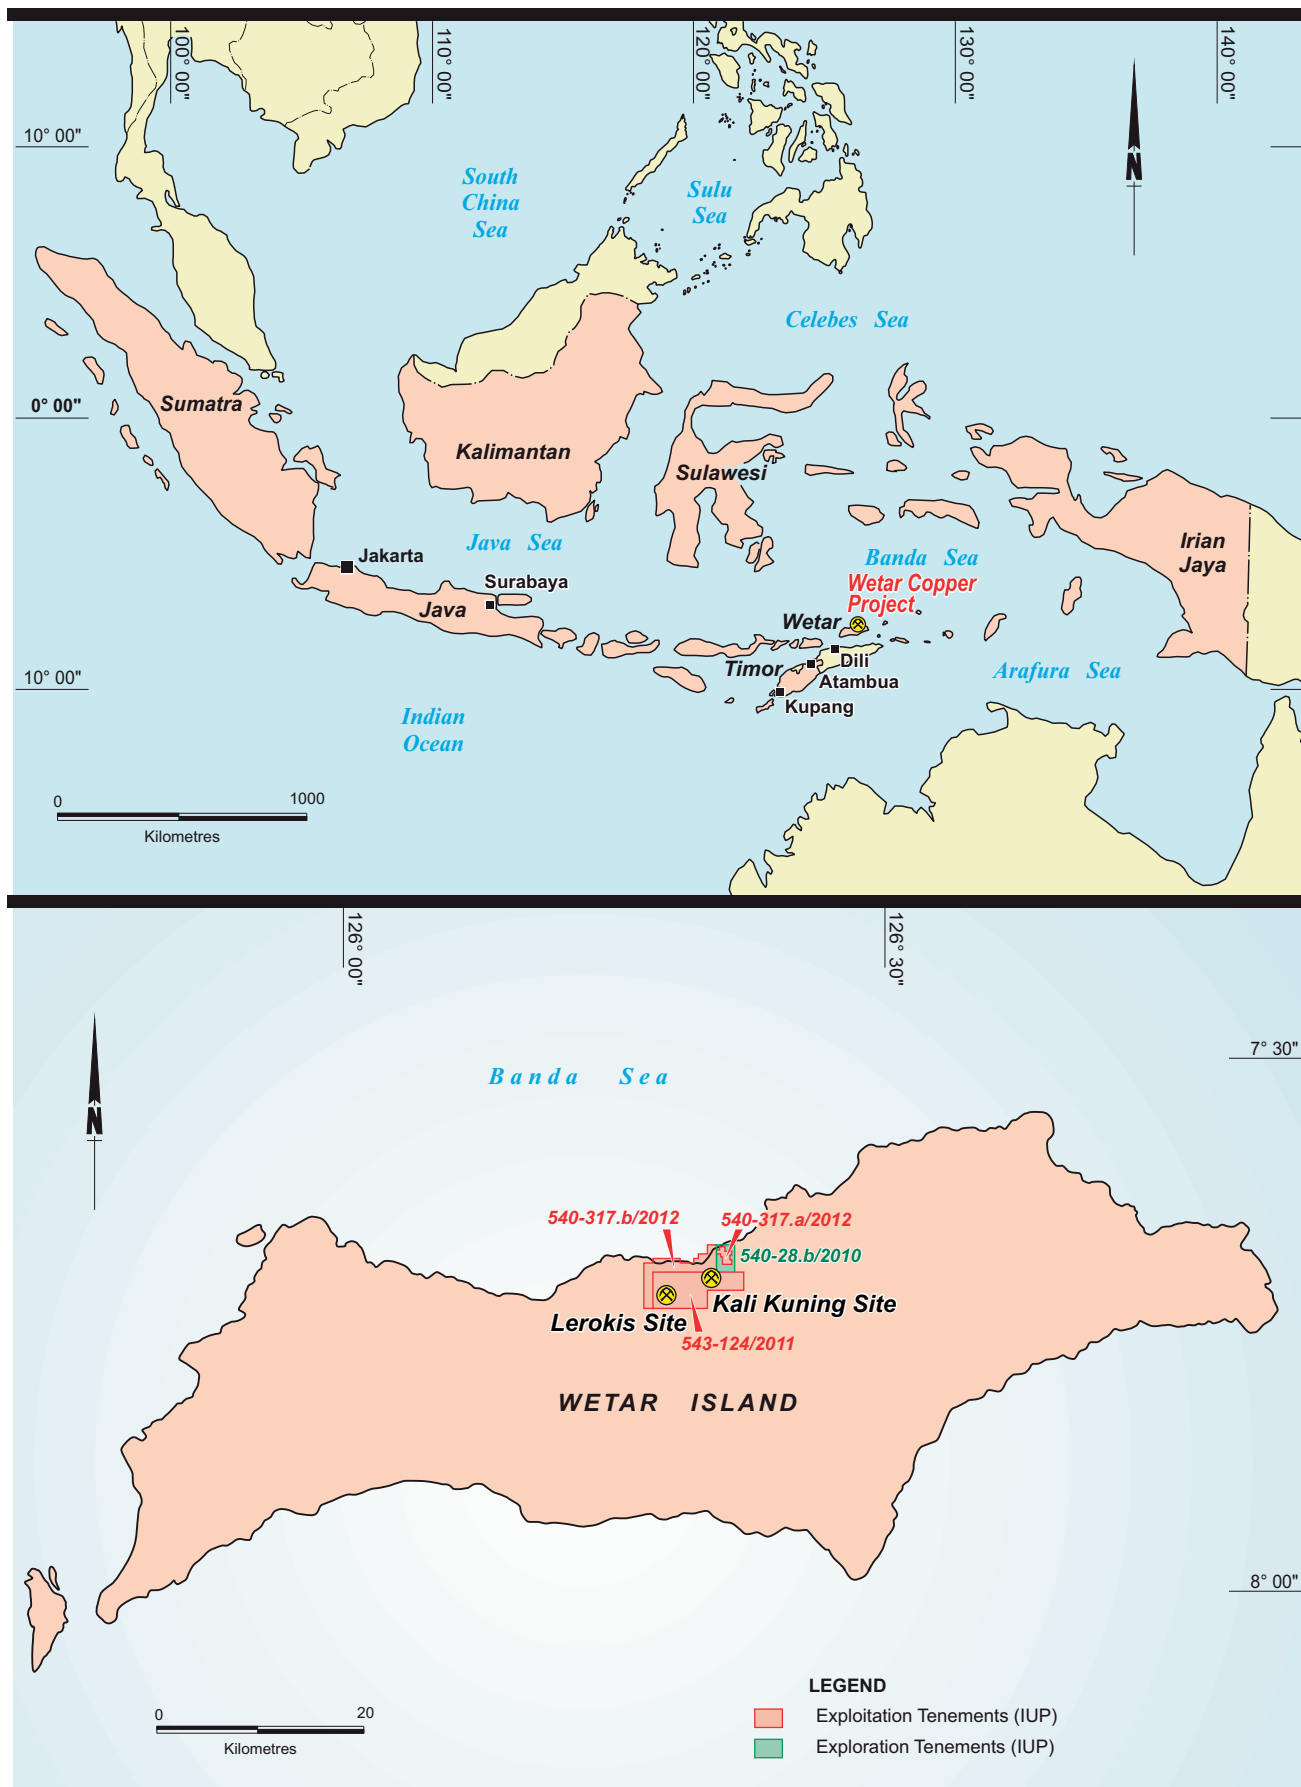 100° 00"
110° 00"
120° 00"
130° 00"
140° 00"
10° 00"
N
South
China
Sea
Sulu
Sea
Celebes Sea
0° 00"
Sumatra
Kalimantan
Sulawesi
Java Sea
Banda Sea
Irian
Jaya
Jakarta
Surabaya
Java
Wetar Copper
Project
Wetar
Timor
Dili
Atambua
Kupang
Arafura Sea
10° 00"
Indian
Ocean
0 1000
Kilometres
126° 00"
126° 30"
7° 30"
N
Banda Sea
540-317.b/2012
540-317.a/2012
540-28.b/2010
Kali Kuning Site
Lerokis Site
543-124/2011
WETAR ISLAND
8° 00"
LEGEND
Exploitation Tenements (IUP)
Exploration Tenements (IUP)
0 20
Kilometres